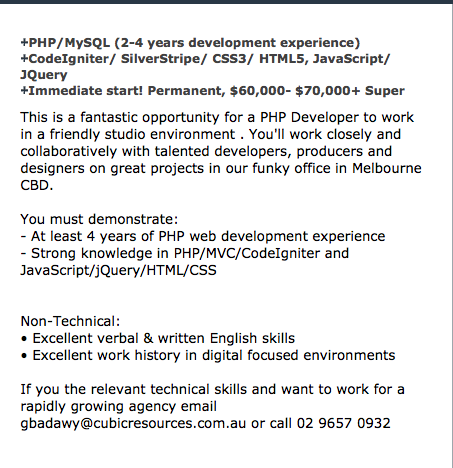 +PHP/MySQL (2-4 years development experience)
+CodeIgniter/ SilverStripe/ CSS3/ HTML5, JavaScript/
JQuery
+Immediate start! Permanent, $60,000- $70,000+ Super
This is a fantastic opportunity for a PHP Developer to work
in a friendly studio environment . You'll work closely and
collaboratively with talented developers, producers and
designers on great projects in our funky office in Melbourne
CBD.
You must demonstrate:
- At least 4 years of PHP web development experience
- Strong knowledge in PHP/MVC/CodeIgniter and
JavaScript/jQuery/HTML/CSS
Non-Technical:
• Excellent verbal & written English skills
• Excellent work history in digital focused environments
If you the relevant technical skills and want to work for a
rapidly growing agency email
gbadawy@cubicresources.com.au or call 02 9657 0932